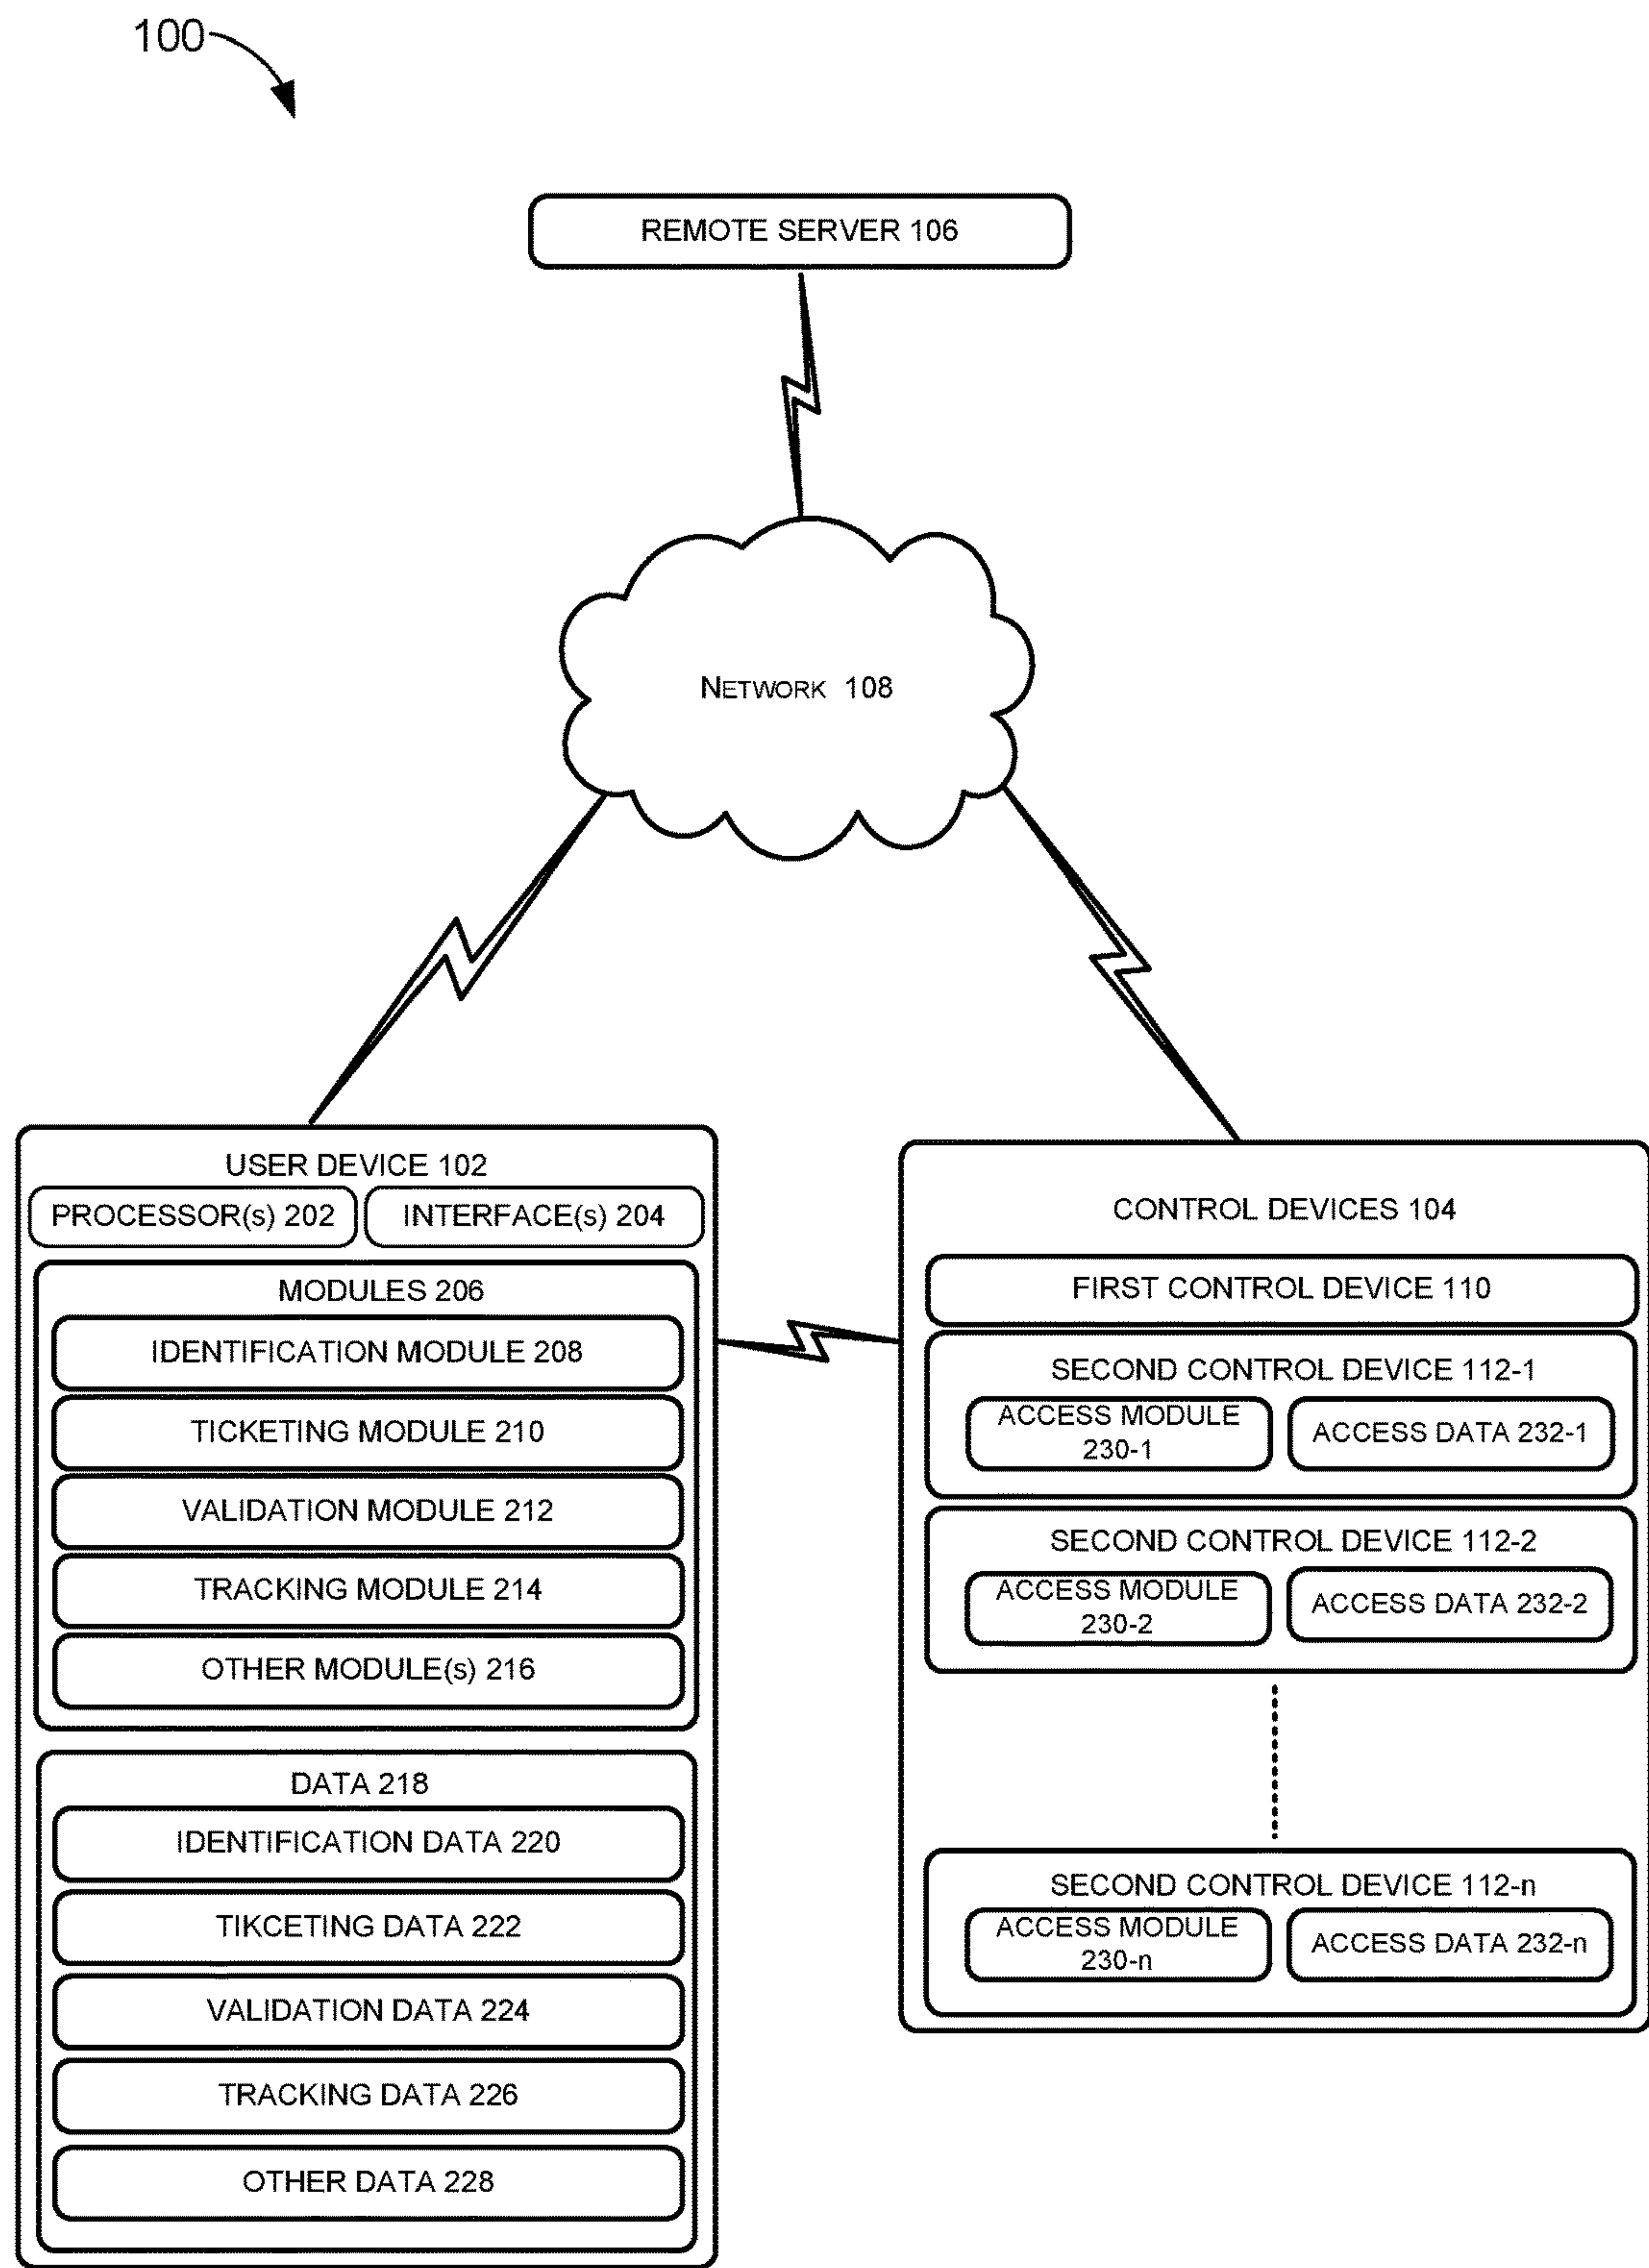 100
REMOTE SERVER 106
NETWORK 108
USER DEVICE 102
PROCESSOR(s) 202
INTERFACE(s) 204
MODULES 206
IDENTIFICATION MODULE 208
TICKETING MODULE 210
VALIDATION MODULE 212
TRACKING MODULE 214
OTHER MODULE(s) 216
DATA 218
IDENTIFICATION DATA 220
TIKCETING DATA 222
VALIDATION DATA 224
TRACKING DATA 226
OTHER DATA 228
CONTROL DEVICES 104
FIRST CONTROL DEVICE 110
SECOND CONTROL DEVICE 112-1
ACCESS MODULE
230-1
ACCESS DATA 232-1
SECOND CONTROL DEVICE 112-2
ACCESS MODULE
230-2
ACCESS DATA 232-2
SECOND CONTROL DEVICE 112-n
ACCESS MODULE
230-n
ACCESS DATA 232-n